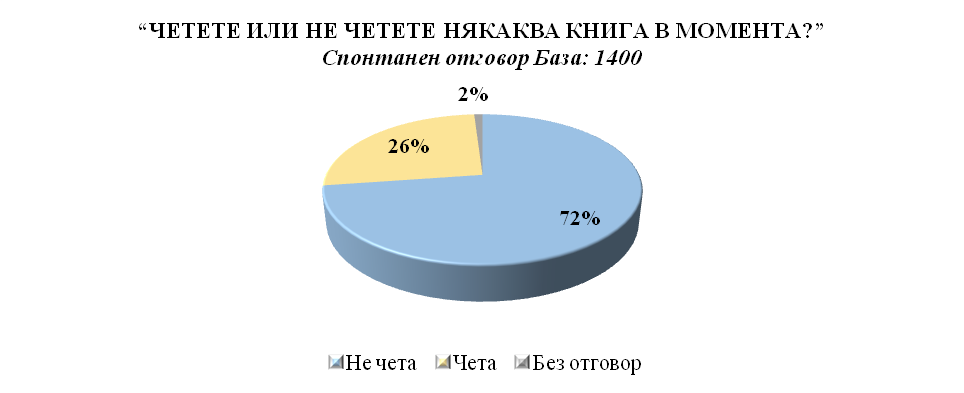 “ЧЕТЕТЕ ИЛИ НЕ ЧЕТЕТЕ НЯКАКВА КНИГА В МОМЕНТА?”
Спонтанен отговор База: 1400
2%
26%
72%
Не чета Чета Без отговор